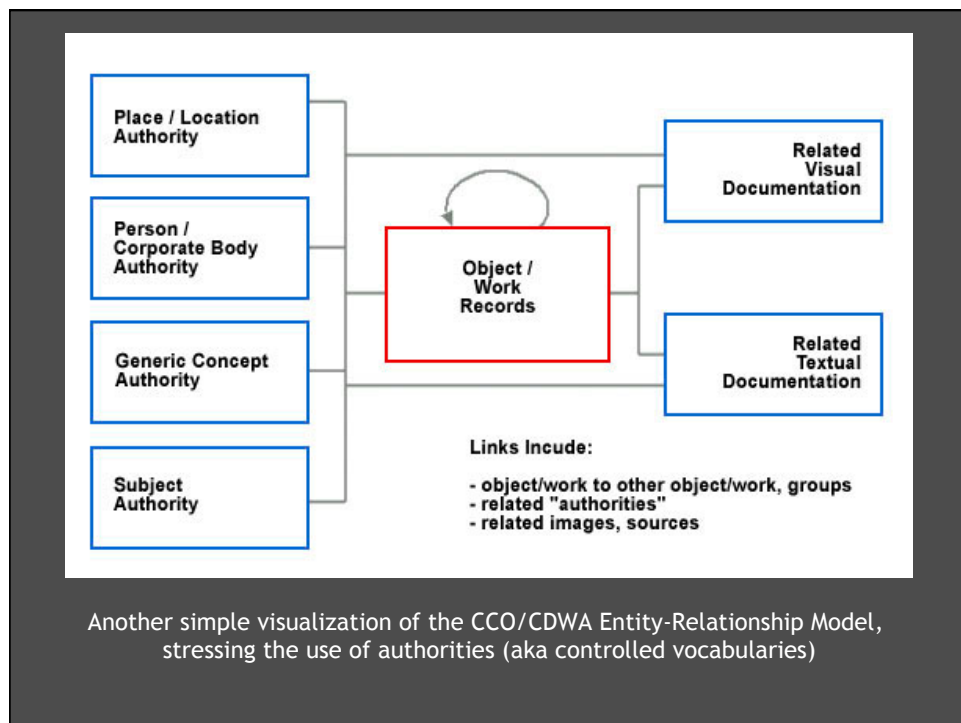 Place / Location
Authority
Person /
Corporate Body
Authority
Generic Concept
Authority
Subject
Authority
Object /
Work
Records
Related
Visual
Documentation
Related
Textual
Documentation
Links Incude:
- object/work to other object/work, groups
- related "authorities"
- related images, sources
Another simple visualization of the CCO/CDWA Entity-Relationship Model,
stressing the use of authorities (aka controlled vocabularies)